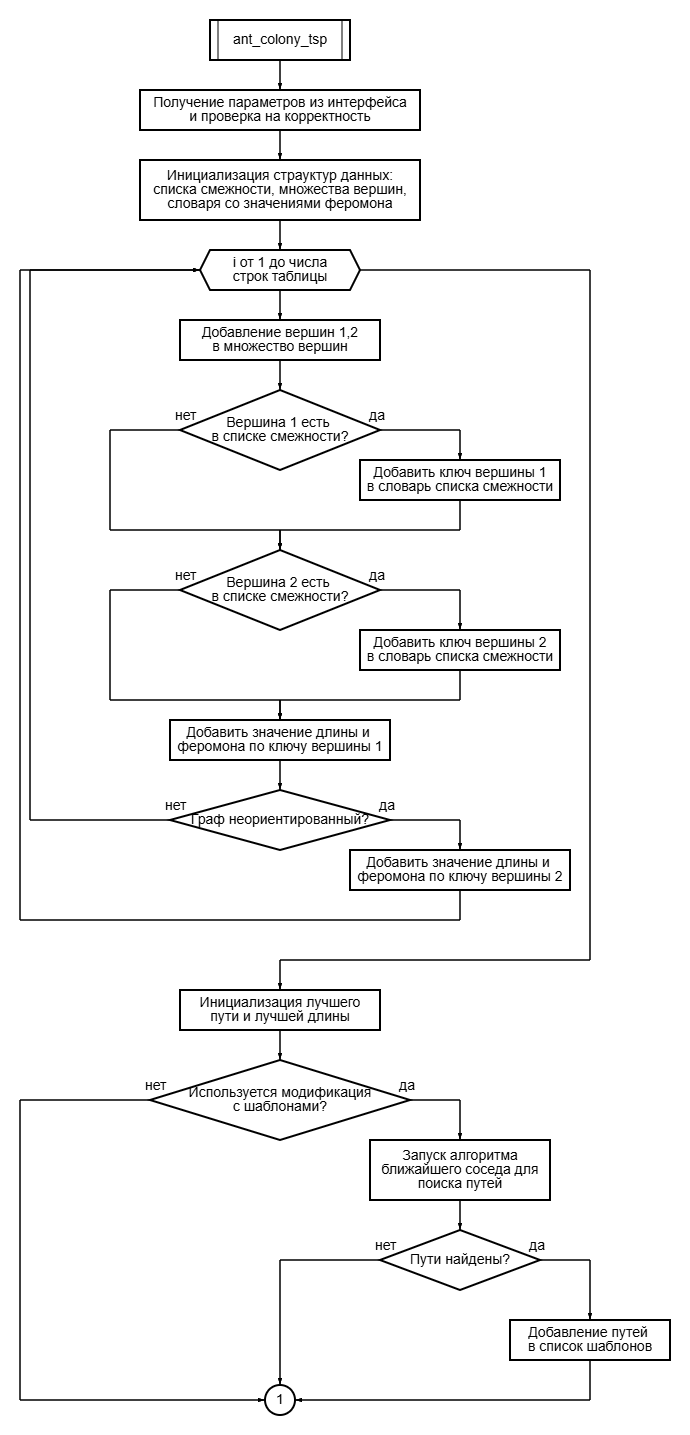 ant_colony_tsp
Получение параметров из интерфейса
и проверка на корректность
Инициализация структур данных:
списка смежности, множества вершин,
словаря со значениями феромона
i от 1 до числа
строк таблицы
Добавление вершин 1,2
в множество вершин
нет
да
Вершина 1 есть
в списке смежности?
Добавить ключ вершины 1
в словарь списка смежности
нет
да
Вершина 2 есть
в списке смежности?
Добавить ключ вершины 2
в словарь списка смежности
Добавить значение длины и
феромона по ключу вершины 1
нет
да
Граф неориентированный?
Добавить значение длины и
феромона по ключу вершины 2
Инициализация лучшего
пути и лучшей длины
нет
да
Используется модификация
с шаблонами?
Запуск алгоритма
ближайшего соседа для
поиска путей
нет
да
Пути найдены?
Добавление путей
в список шаблонов
1